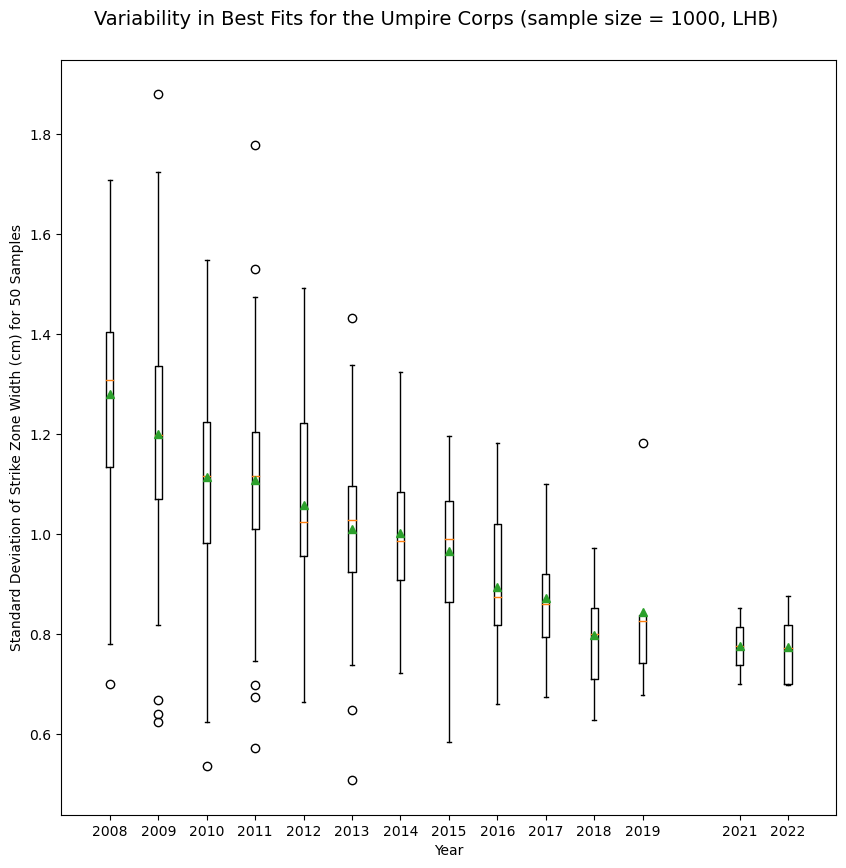 Variability in Best Fits for the Umpire Corps (sample size = 1000, LHB)
Standard Deviation of Strike Zone Width (cm) for 50 Samples
1.8
1.6
1.4
1.2
1.0
0.8
0.6
2008 2009 2010 2011 2012 2013 2014 2015 2016 2017 2018 2019 2021 2022
Year